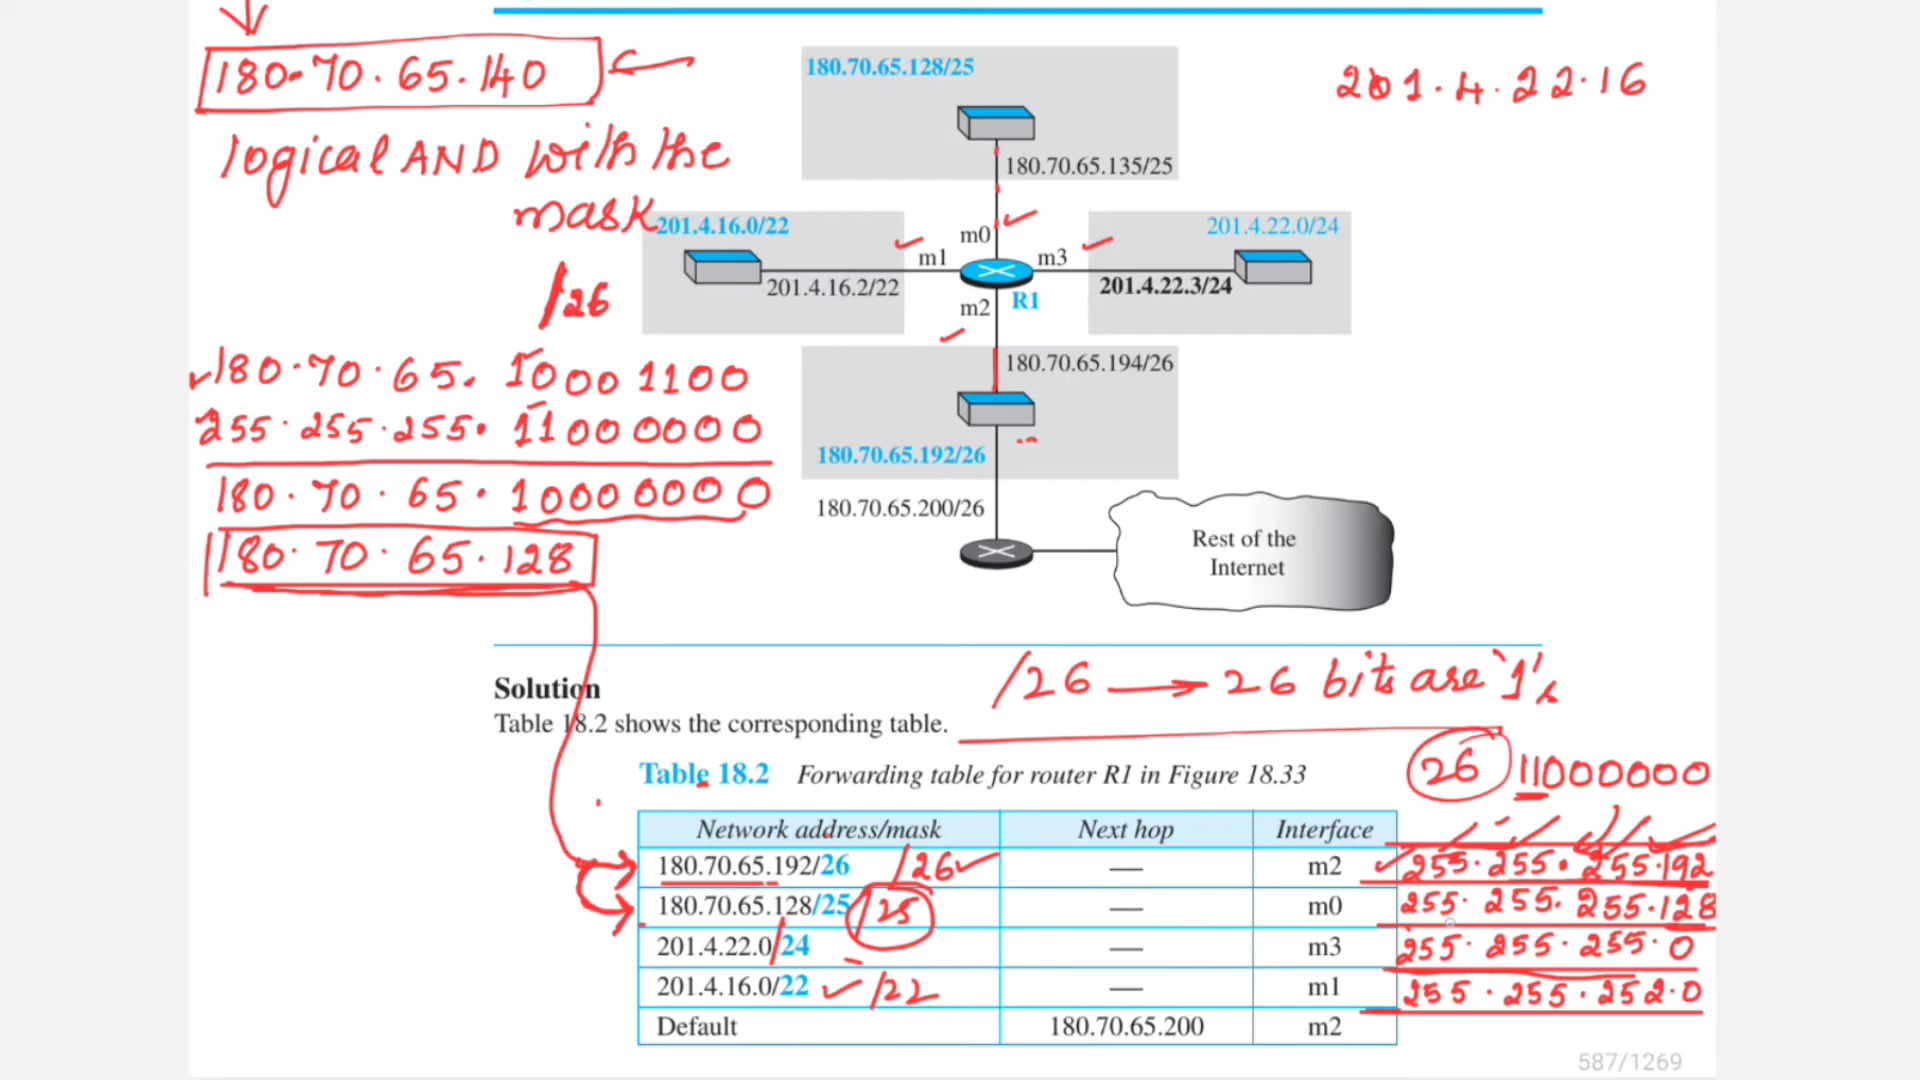 180.70.65.140
logical AND with the
mask
/26
180.70.65. 10001100
255.255.255. 11000000
180.70.65. 10000000
180.70.65.128
201.4.22.16
180.70.65.128/25
180.70.65.135/25
201.4.16.0/22
m0
201.4.22.0/24
m1
m3
201.4.16.2/22
201.4.22.3/24
m2
R1
180.70.65.194/26
180.70.65.192/26
180.70.65.200/26
Rest of the
Internet
/26 → 26 bits are '1's
Solution
Table 18.2 shows the corresponding table.
26 11000000
Table 18.2 Forwarding table for router R1 in Figure 18.33
Network address/mask Next hop Interface
180.70.65.192/26 /26 — m2 255.255.255.192
180.70.65.128/25 /25 — m0 255.255.255.128
201.4.22.0/24 — m3 255.255.255.0
201.4.16.0/22 /22 — m1 255.255.252.0
Default 180.70.65.200 m2
587/1269